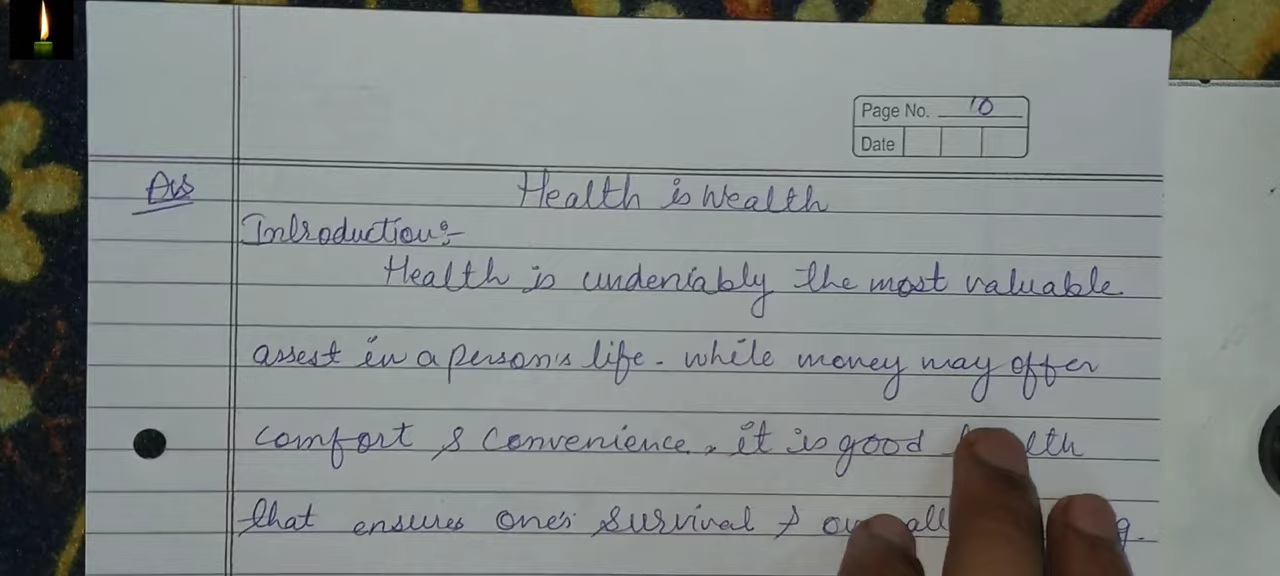 Page No. 10
Date
Ans
Health is Wealth
Introduction:-
Health is undeniably the most valuable
assest in a person's life. while money may offer
comfort & convenience, it is good
that ensures one's survival &